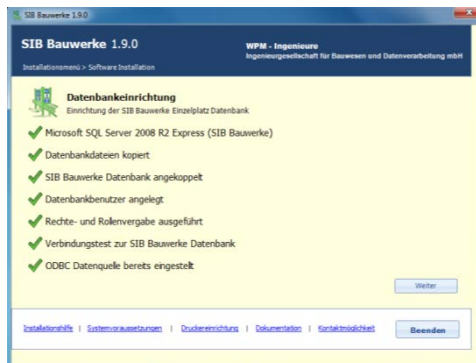 SIB Bauwerke 1.9.0
SIB Bauwerke 1.9.0
WPM - Ingenieure
Ingenieurgesellschaft für Bauwesen und Datenverarbeitung mbH
Installationsmenü > Software Installation
Datenbankeinrichtung
Einrichtung der SIB Bauwerke Einzelplatz Datenbank
Microsoft SQL Server 2008 R2 Express (SIB Bauwerke)
Datenbankdateien kopiert
SIB Bauwerke Datenbank angekoppelt
Datenbankbenutzer angelegt
Rechte- und Rollenvergabe ausgeführt
Verbindungstest zur SIB Bauwerke Datenbank
ODBC Datenquelle bereits eingestellt
Weiter
Installationshilfe | Systemvoraussetzungen | Druckereinrichtung | Dokumentation | Kontaktmöglichkeit
Beenden